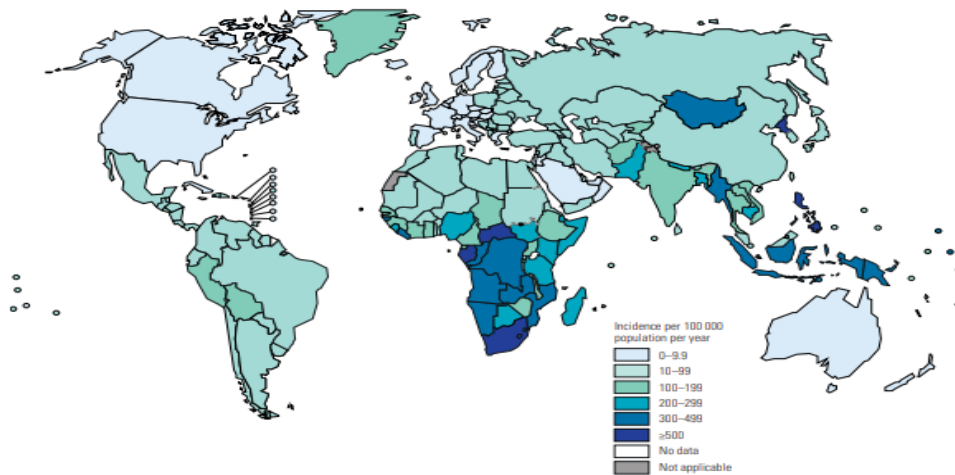 Incidence per 100 000
population per year
0–9.9
10–99
100–199
200–299
300–499
≥500
No data
Not applicable